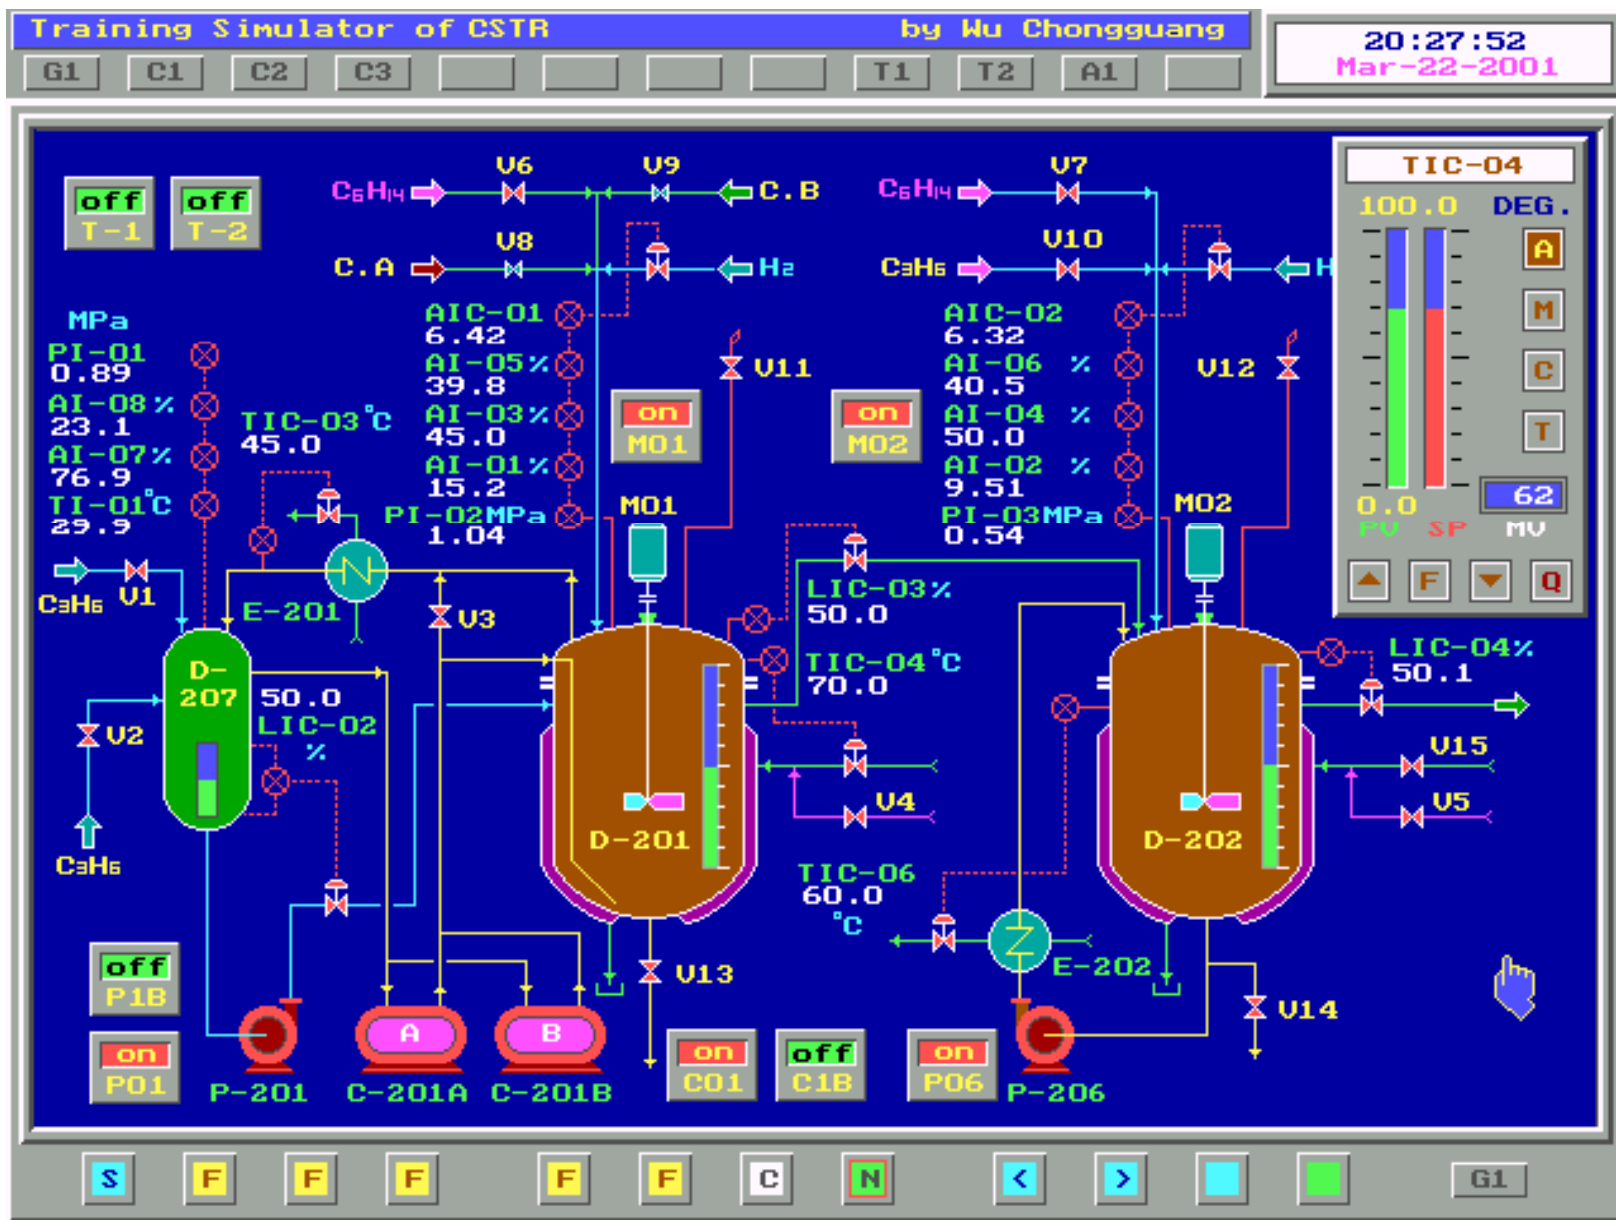 Training Simulator of CSTR by Wu Chongguang
20:27:52
Mar-22-2001
G1 C1 C2 C3 T1 T2 A1
off T-1
off T-2
C₆H₁₄ V6 V9 C.B
C.A V8 H₂
C₆H₁₄ V7
C₃H₆ V10 H
TIC-04
100.0 DEG.
A
M
C
T
62
0.0
PV SP MV
F Q
MPa
PI-01
0.89
AI-08%
23.1
AI-07%
76.9
TI-01°C
29.9
TIC-03°C
45.0
AIC-01
6.42
AI-05%
39.8
AI-03%
45.0
AI-01%
15.2
PI-02MPa
1.04
on
M01
V11
on
M02
AIC-02
6.32
AI-06 %
40.5
AI-04 %
50.0
AI-02 %
9.51
PI-03MPa
0.54
V12
M01
M02
C₃H₆ V1
E-201
V3
LIC-03%
50.0
TIC-04°C
70.0
LIC-04%
50.1
D-207
50.0
LIC-02
%
V2
C₃H₆
D-201
V4
D-202
V15
V5
TIC-06
60.0
°C
E-202
V13
V14
off
P1B
on
P01
P-201
A
C-201A
B
C-201B
on
C01
off
C1B
on
P06
P-206
S F F F F F C N < > G1